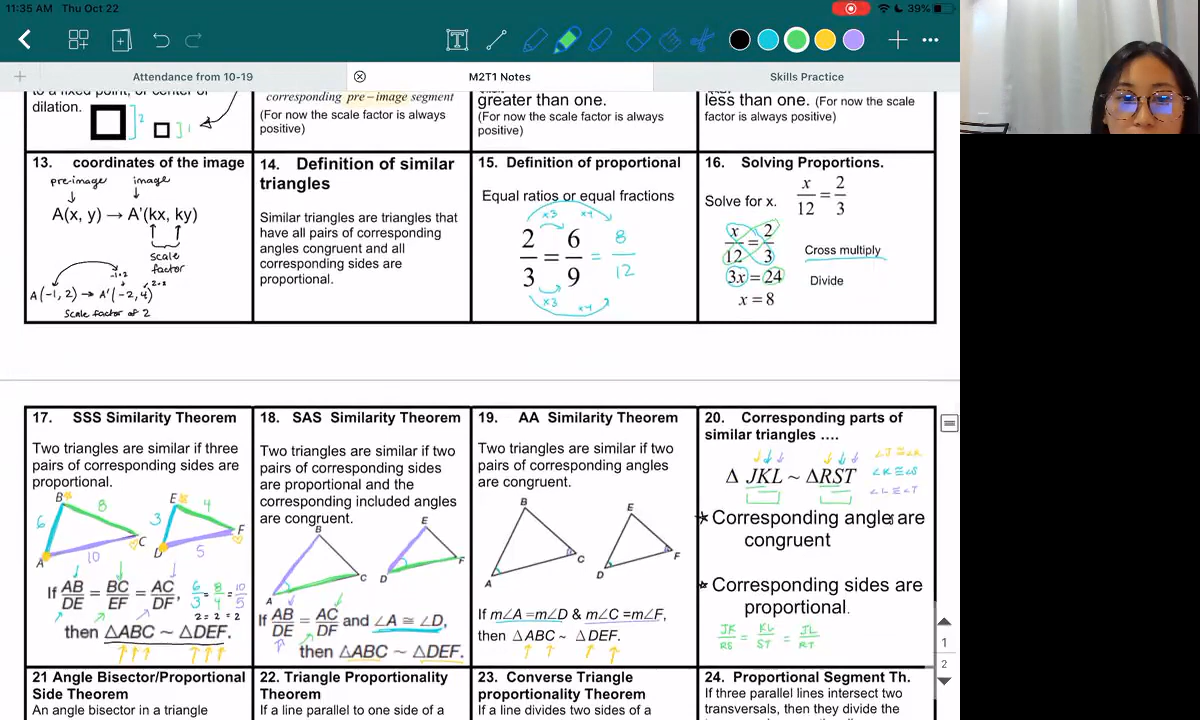 11:35 AM Thu Oct 22
39%
Attendance from 10-19
M2T1 Notes
Skills Practice
dilation.
2
1
corresponding pre-image segment
(For now the scale factor is always
positive)
greater than one.
(For now the scale factor is always
positive)
less than one. (For now the scale
factor is always positive)
13. coordinates of the image
pre-image image
A(x, y) → A'(kx, ky)
scale
factor
-1·2
2·2
A(-1, 2) → A'(-2, 4)
Scale factor of 2
14. Definition of similar
triangles
Similar triangles are triangles that
have all pairs of corresponding
angles congruent and all
corresponding sides are
proportional.
15. Definition of proportional
Equal ratios or equal fractions
x3 x4
2/3 = 6/9 = 8/12
x3 x4
16. Solving Proportions.
Solve for x. x/12 = 2/3
x/12 = 2/3
Cross multiply
3x = 24
Divide
x = 8
17. SSS Similarity Theorem
Two triangles are similar if three
pairs of corresponding sides are
proportional.
B 8 E 4
6 3 F
A 10 C D 5
If AB/DE = BC/EF = AC/DF, 6/3 = 8/4 = 10/5
2 = 2 = 2
then △ABC ~ △DEF.
18. SAS Similarity Theorem
Two triangles are similar if two
pairs of corresponding sides
are proportional and the
corresponding included angles
are congruent.
B E
A C D F
If AB/DE = AC/DF and ∠A ≅ ∠D,
then △ABC ~ △DEF.
19. AA Similarity Theorem
Two triangles are similar if two
pairs of corresponding angles
are congruent.
B E
A C D F
If m∠A =m∠D & m∠C =m∠F,
then △ABC ~ △DEF.
20. Corresponding parts of
similar triangles ….
Δ JKL ~ ΔRST
∠J ≅ ∠R
∠K ≅ ∠S
∠L ≅ ∠T
Corresponding angles are
congruent
Corresponding sides are
proportional.
JK/RS = KL/ST = JL/RT
1
2
21 Angle Bisector/Proportional
Side Theorem
An angle bisector in a triangle
22. Triangle Proportionality
Theorem
If a line parallel to one side of a
23. Converse Triangle
proportionality Theorem
If a line divides two sides of a
24. Proportional Segment Th.
If three parallel lines intersect two
transversals, then they divide the